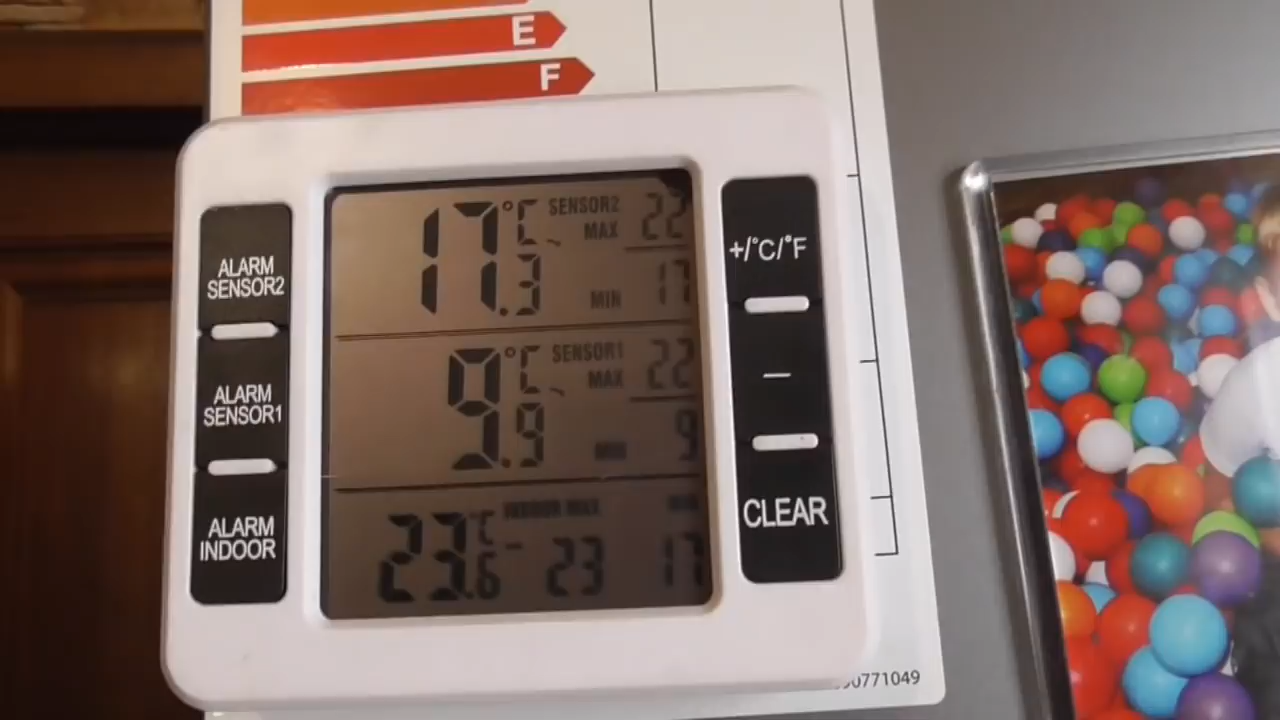 E
F
17.3 °C SENSOR2 MAX 22
MIN 17
9.9 °C SENSOR1 MAX 22
MIN 9
INDOOR MAX
23.6 °C 23 17
ALARM
SENSOR2
ALARM
SENSOR1
ALARM
INDOOR
+/°C/°F
—
CLEAR
0771049